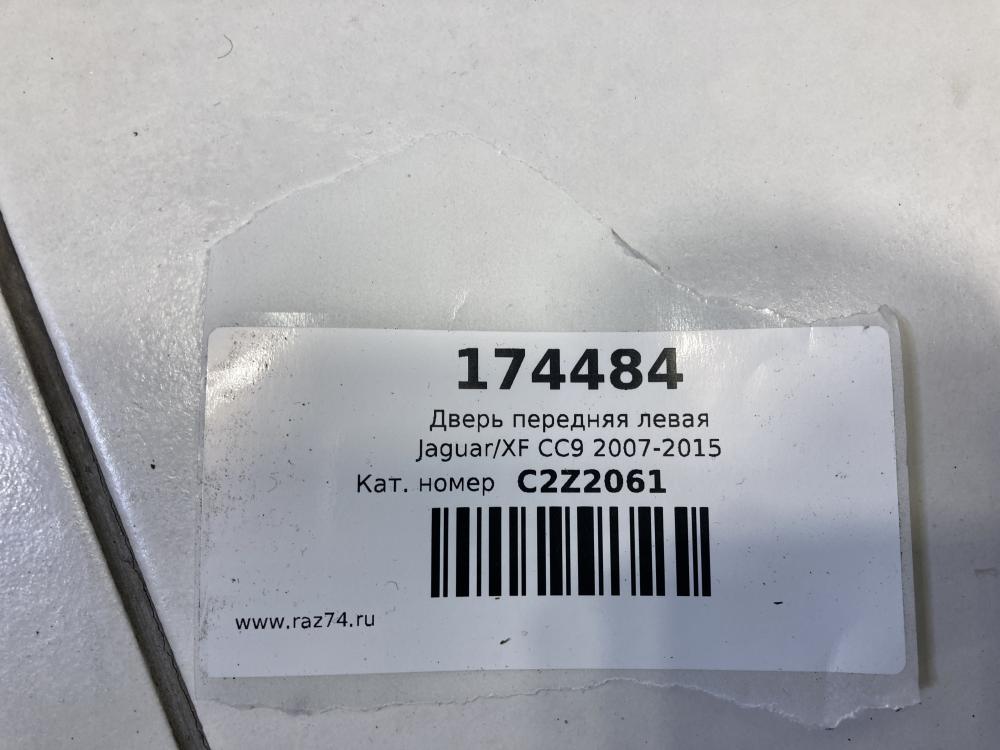 174484
Дверь передняя левая
Jaguar/XF CC9 2007-2015
Кат. номер C2Z2061
www.raz74.ru